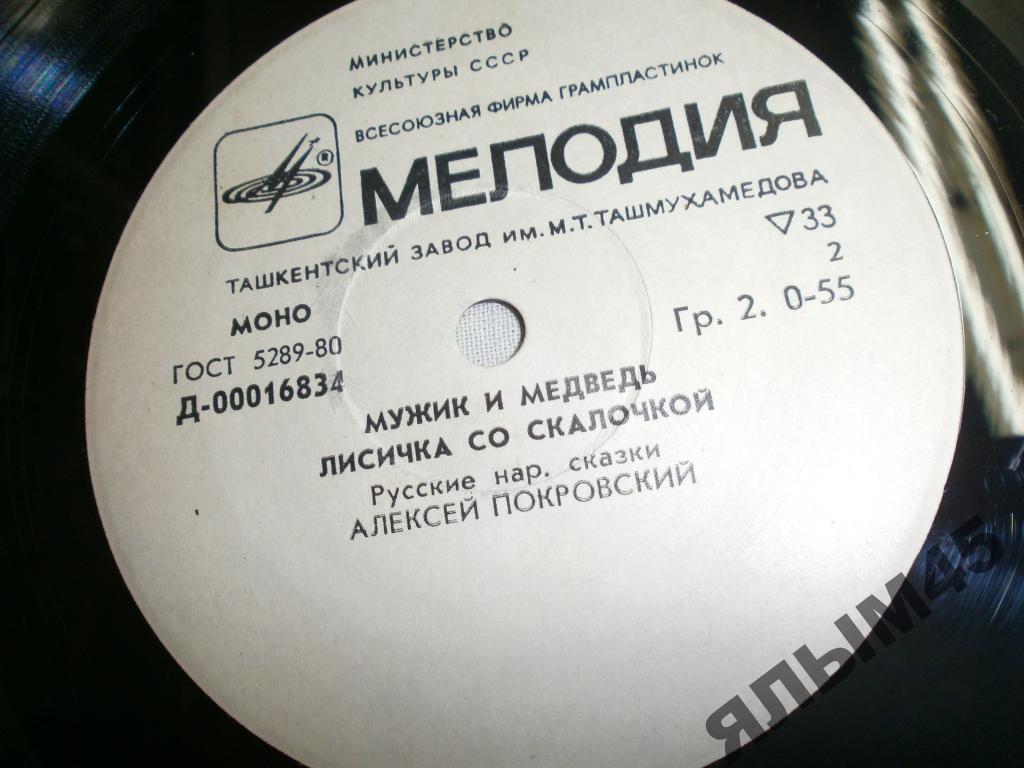 МИНИСТЕРСТВО
КУЛЬТУРЫ СССР
ВСЕСОЮЗНАЯ ФИРМА ГРАМПЛАСТИНОК
®
МЕЛОДИЯ
ТАШКЕНТСКИЙ ЗАВОД ИМ. М.Т.ТАШМУХАМЕДОВА
МОНО
▽33
ГОСТ 5289-80
2
Д-00016834
Гр. 2. 0-55
МУЖИК И МЕДВЕДЬ
ЛИСИЧКА СО СКАЛОЧКОЙ
Русские нар. сказки
АЛЕКСЕЙ ПОКРОВСКИЙ
ЯЛЫМ45